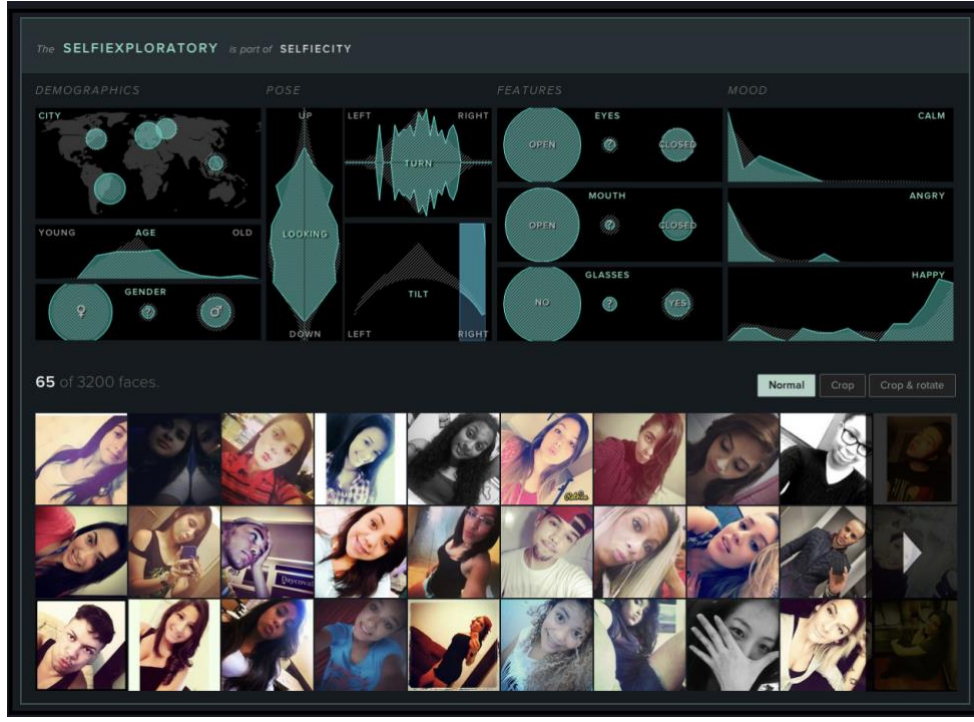 The SELFIEXPLORATORY is part of SELFIECITY
DEMOGRAPHICS
POSE
FEATURES
MOOD
CITY
YOUNG AGE OLD
GENDER
?
UP
LOOKING
DOWN
LEFT RIGHT
TURN
TILT
LEFT RIGHT
EYES
OPEN ? CLOSED
MOUTH
OPEN ? CLOSED
GLASSES
NO ? YES
CALM
ANGRY
HAPPY
65 of 3200 faces.
Normal Crop Crop & rotate